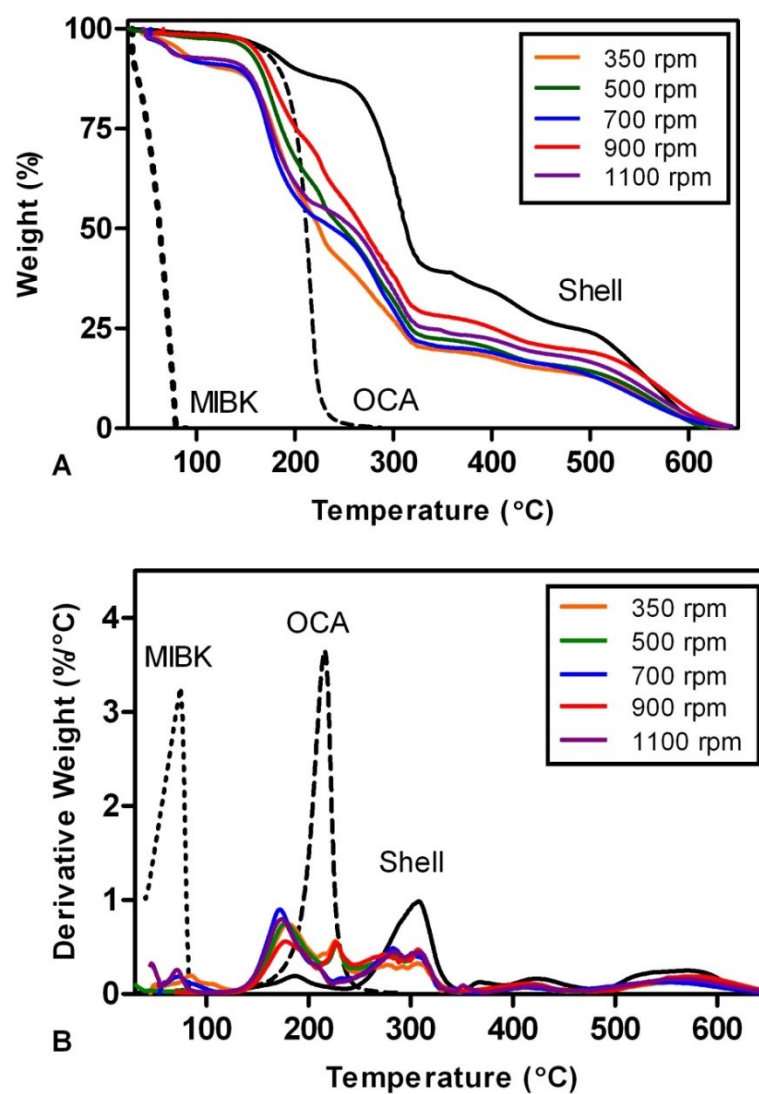 100
75
50
25
0
Weight (%)
350 rpm
500 rpm
700 rpm
900 rpm
1100 rpm
Shell
MIBK
OCA
100 200 300 400 500 600
A
Temperature (°C)
4
3
2
1
0
Derivative Weight (%/°C)
350 rpm
500 rpm
700 rpm
900 rpm
1100 rpm
OCA
MIBK
Shell
100 200 300 400 500 600
B
Temperature (°C)